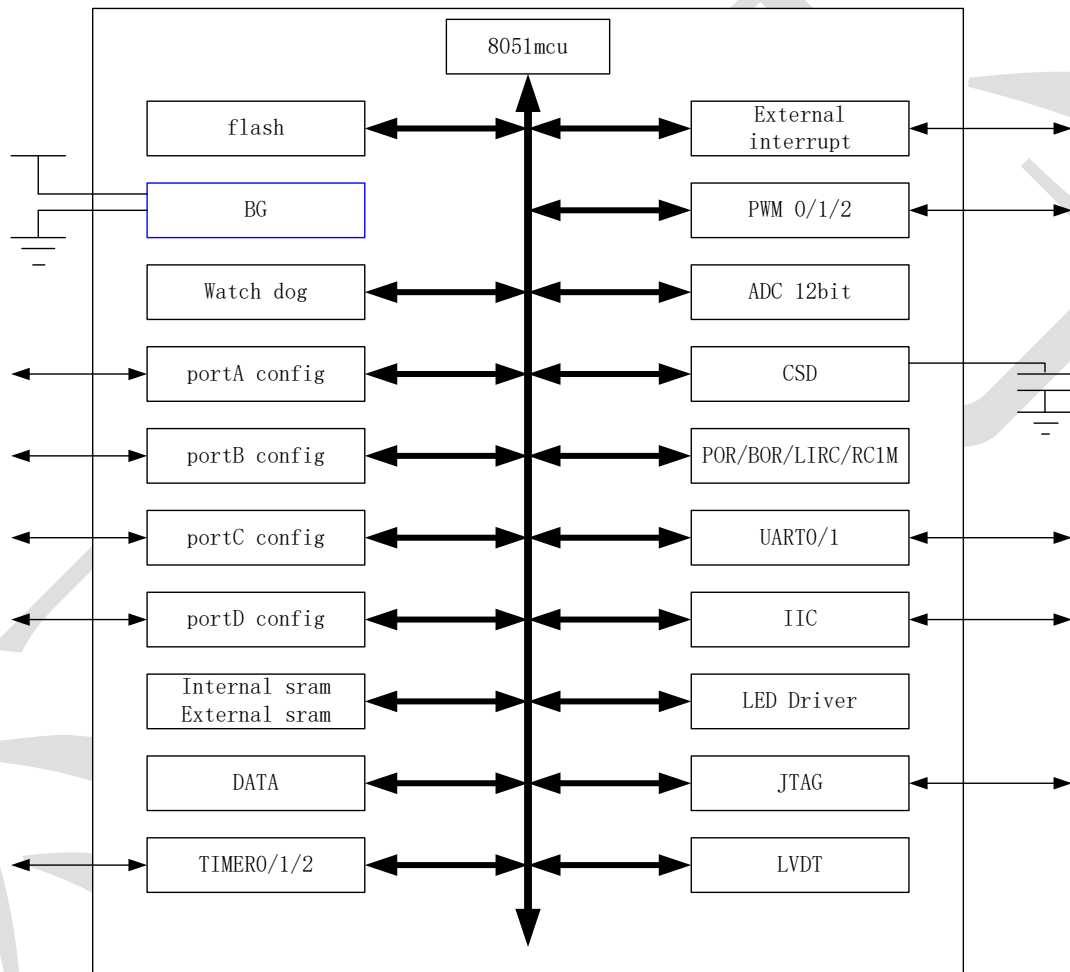 8051mcu
flash
External
interrupt
BG
PWM 0/1/2
Watch dog
ADC 12bit
portA config
CSD
portB config
POR/BOR/LIRC/RC1M
portC config
UART0/1
portD config
IIC
Internal sram
External sram
LED Driver
DATA
JTAG
TIMER0/1/2
LVDT